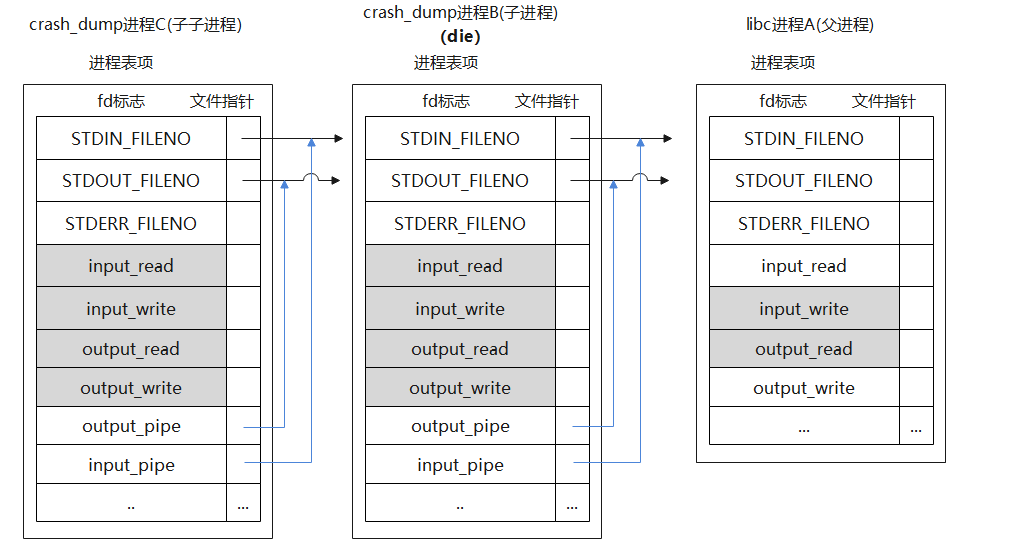 crash_dump进程C(子子进程)
进程表项
fd标志 文件指针
STDIN_FILENO
STDOUT_FILENO
STDERR_FILENO
input_read
input_write
output_read
output_write
output_pipe
input_pipe
.. ...
crash_dump进程B(子进程)
（die）
进程表项
fd标志 文件指针
STDIN_FILENO
STDOUT_FILENO
STDERR_FILENO
input_read
input_write
output_read
output_write
output_pipe
input_pipe
.. ...
libc进程A(父进程)
进程表项
fd标志 文件指针
STDIN_FILENO
STDOUT_FILENO
STDERR_FILENO
input_read
input_write
output_read
output_write
... ...